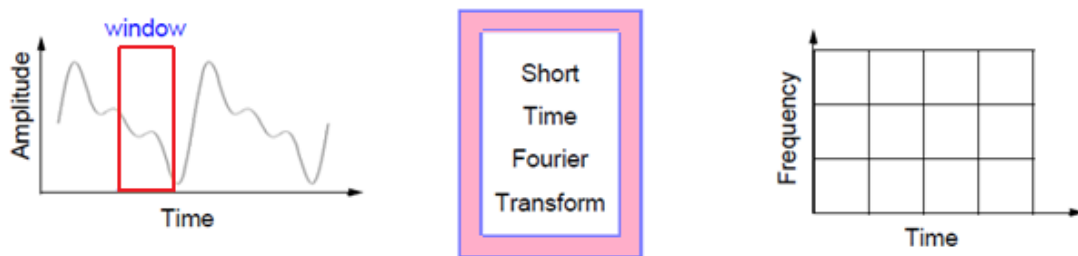 window
Amplitude
Time
Short
Time
Fourier
Transform
Frequency
Time